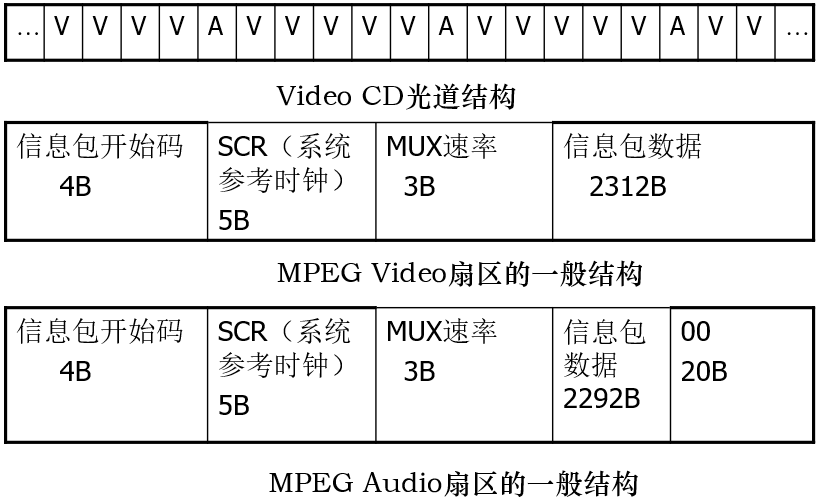 … V V V V A V V V V V A V V V V V A V V …
Video CD光道结构
信息包开始码 SCR（系统 MUX速率 信息包数据
4B 参考时钟） 3B 2312B
5B
MPEG Video扇区的一般结构
信息包开始码 SCR（系统 MUX速率 信息包 00
4B 参考时钟） 3B 数据 20B
5B 2292B
MPEG Audio扇区的一般结构